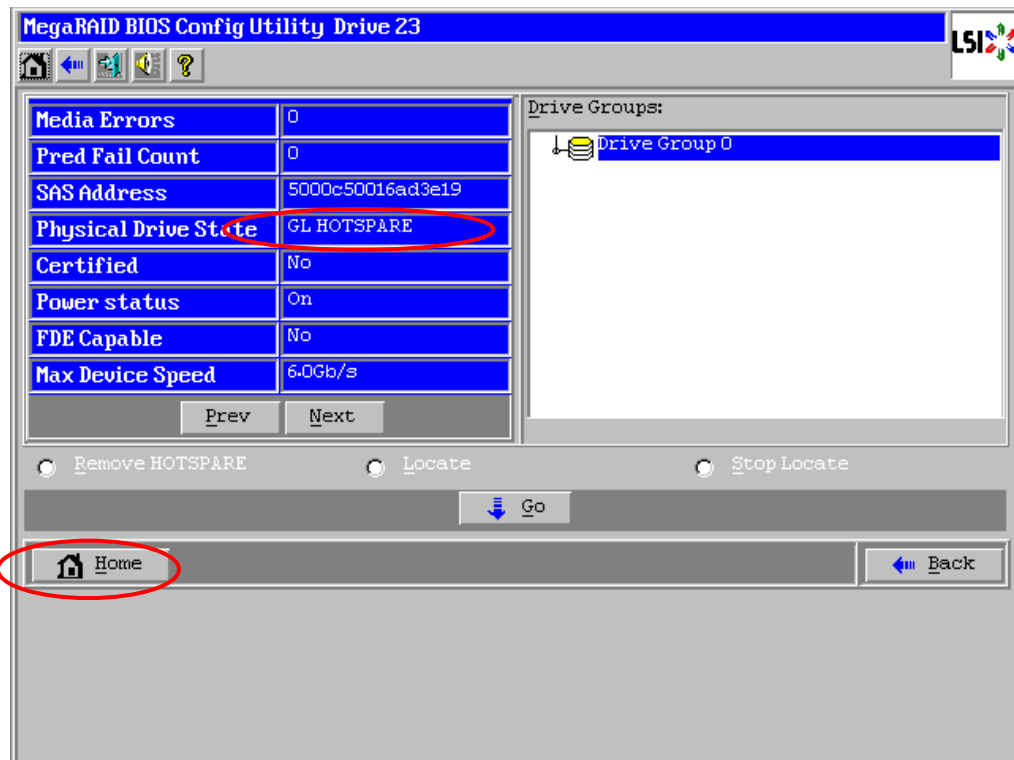 MegaRAID BIOS Config Utility Drive 23
LSI
Media Errors 0
Pred Fail Count 0
SAS Address 5000c50016ad3e19
Physical Drive State GL HOTSPARE
Certified No
Power status On
FDE Capable No
Max Device Speed 6.0Gb/s
Prev Next
Drive Groups:
Drive Group 0
Remove HOTSPARE Locate Stop Locate
Go
Home Back